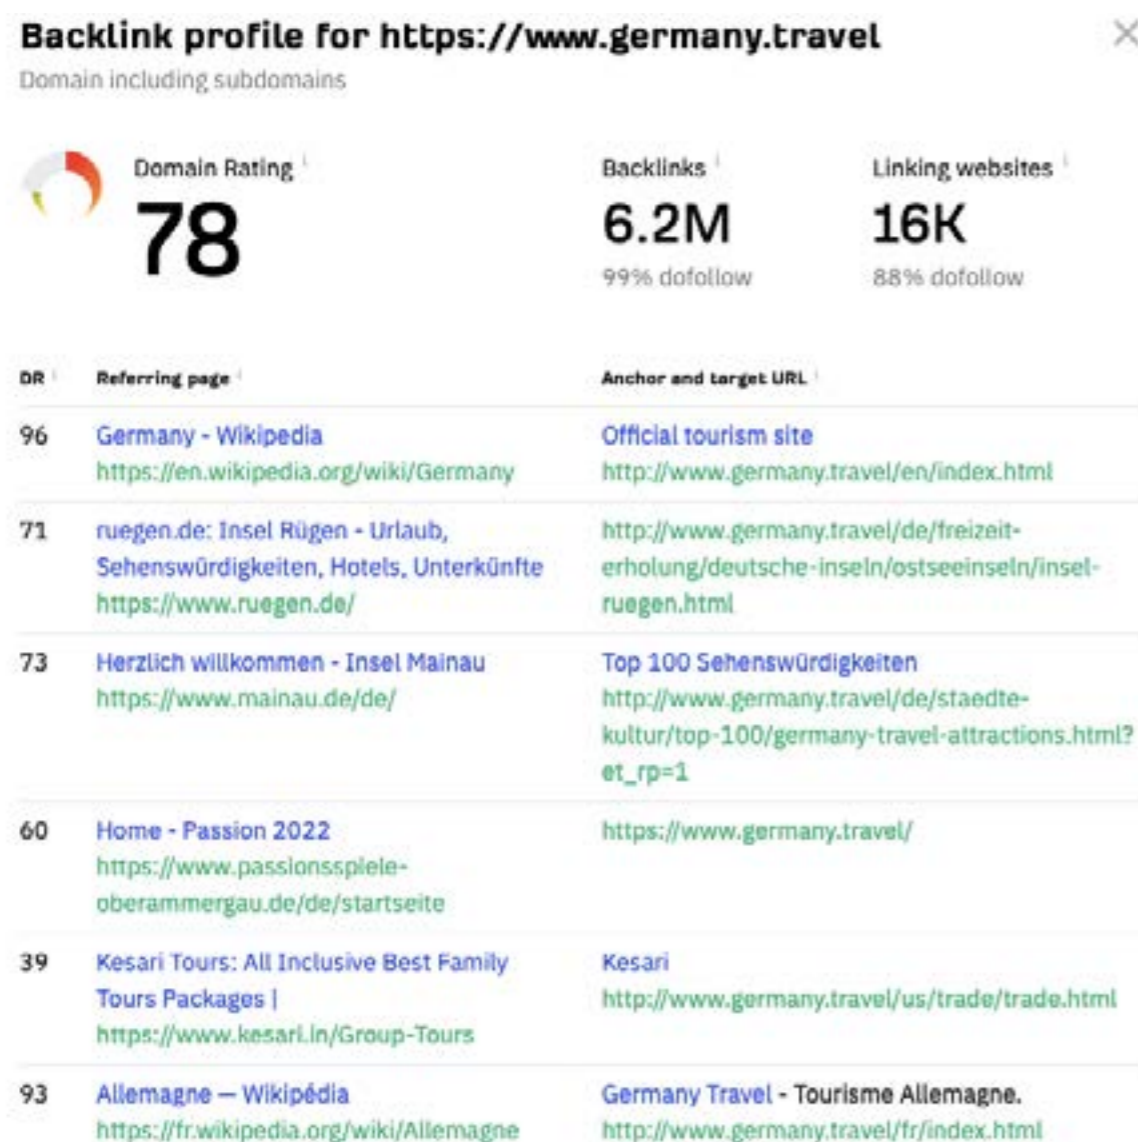 Backlink profile for https://www.germany.travel
Domain including subdomains
Domain Rating
78
Backlinks
6.2M
99% dofollow
Linking websites
16K
88% dofollow
DR Referring page Anchor and target URL
96 Germany - Wikipedia Official tourism site
https://en.wikipedia.org/wiki/Germany http://www.germany.travel/en/index.html
71 ruegen.de: Insel Rügen - Urlaub, http://www.germany.travel/de/freizeit-
Sehenswürdigkeiten, Hotels, Unterkünfte erholung/deutsche-inseln/ostseeinseln/insel-
https://www.ruegen.de/ ruegen.html
73 Herzlich willkommen - Insel Mainau Top 100 Sehenswürdigkeiten
https://www.mainau.de/de/ http://www.germany.travel/de/staedte-
kultur/top-100/germany-travel-attractions.html?
et_rp=1
60 Home - Passion 2022 https://www.germany.travel/
https://www.passionsspiele-
oberammergau.de/de/startseite
39 Kesari Tours: All Inclusive Best Family Kesari
Tours Packages | http://www.germany.travel/us/trade/trade.html
https://www.kesari.in/Group-Tours
93 Allemagne — Wikipédia Germany Travel - Tourisme Allemagne.
https://fr.wikipedia.org/wiki/Allemagne http://www.germany.travel/fr/index.html